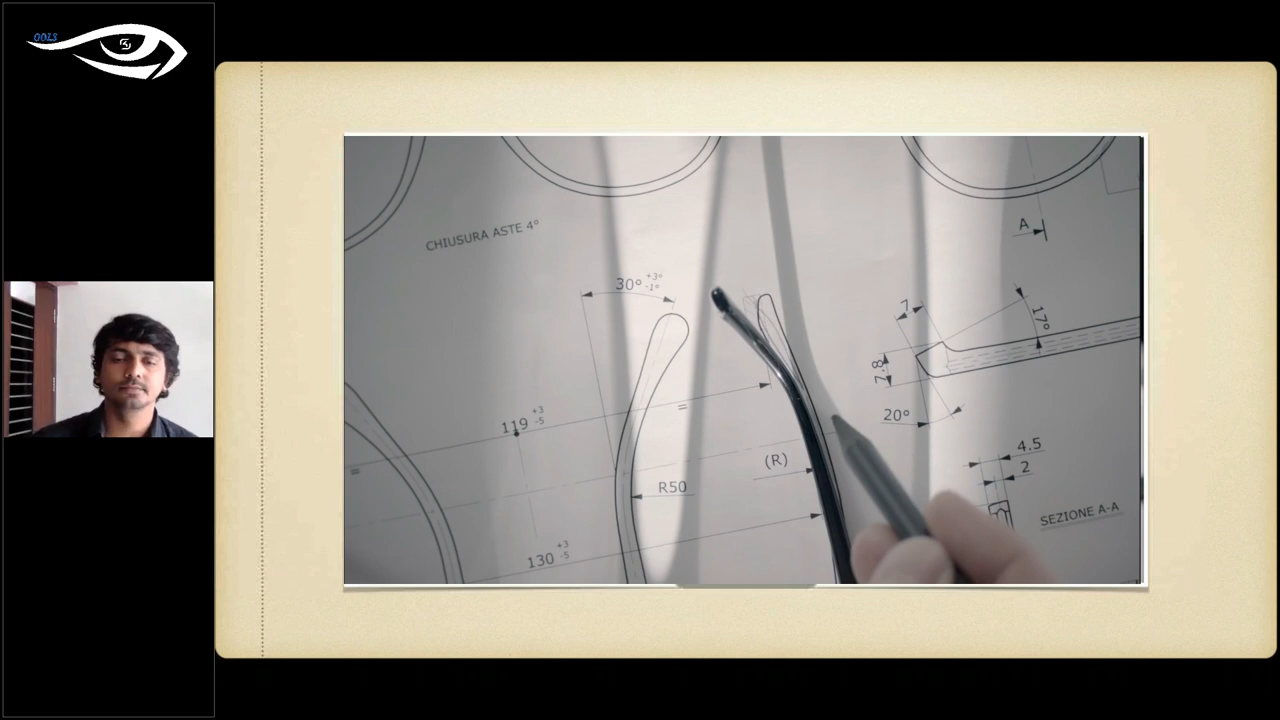 OOLS
CHIUSURA ASTE 4°
A
30° +3° -1°
7
17°
7.8
20°
119 +3 -5
=
=
(R)
R50
4.5
2
SEZIONE A-A
130 +3 -5